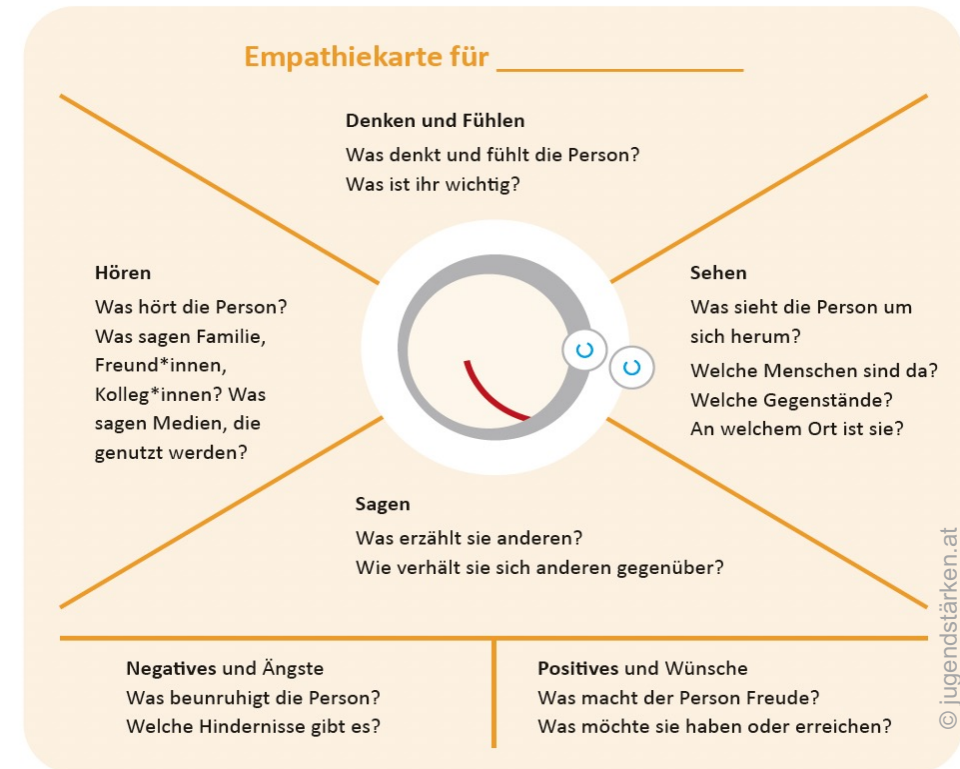 Empathiekarte für ____________________
Denken und Fühlen
Was denkt und fühlt die Person?
Was ist ihr wichtig?
Hören
Was hört die Person?
Was sagen Familie,
Freund*innen,
Kolleg*innen? Was
sagen Medien, die
genutzt werden?
Sehen
Was sieht die Person um
sich herum?
Welche Menschen sind da?
Welche Gegenstände?
An welchem Ort ist sie?
Sagen
Was erzählt sie anderen?
Wie verhält sie sich anderen gegenüber?
Negatives und Ängste
Was beunruhigt die Person?
Welche Hindernisse gibt es?
Positives und Wünsche
Was macht der Person Freude?
Was möchte sie haben oder erreichen?
© jugendstärken.at